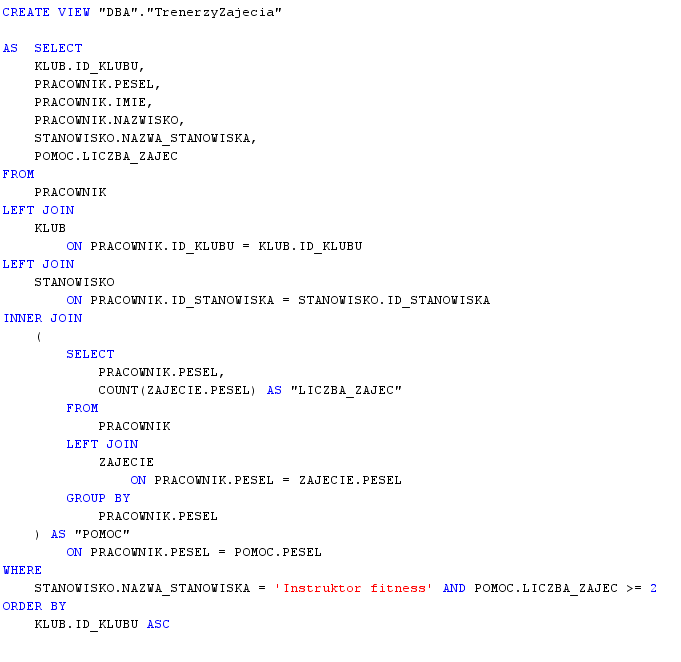 CREATE VIEW "DBA"."TrenerzyZajecia"
AS  SELECT
    KLUB.ID_KLUBU,
    PRACOWNIK.PESEL,
    PRACOWNIK.IMIE,
    PRACOWNIK.NAZWISKO,
    STANOWISKO.NAZWA_STANOWISKA,
    POMOC.LICZBA_ZAJEC
FROM
    PRACOWNIK
LEFT JOIN
    KLUB
        ON PRACOWNIK.ID_KLUBU = KLUB.ID_KLUBU
LEFT JOIN
    STANOWISKO
        ON PRACOWNIK.ID_STANOWISKA = STANOWISKO.ID_STANOWISKA
INNER JOIN
    (
        SELECT
            PRACOWNIK.PESEL,
            COUNT(ZAJECIE.PESEL) AS "LICZBA_ZAJEC"
        FROM
            PRACOWNIK
        LEFT JOIN
            ZAJECIE
                ON PRACOWNIK.PESEL = ZAJECIE.PESEL
        GROUP BY
            PRACOWNIK.PESEL
    ) AS "POMOC"
        ON PRACOWNIK.PESEL = POMOC.PESEL
WHERE
    STANOWISKO.NAZWA_STANOWISKA = 'Instruktor fitness' AND POMOC.LICZBA_ZAJEC >= 2
ORDER BY
    KLUB.ID_KLUBU ASC